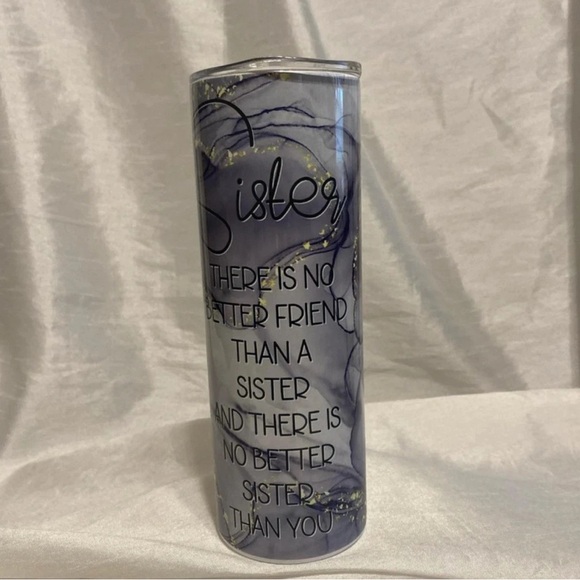 Sister
THERE IS NO
BETTER FRIEND
THAN A
SISTER
AND THERE IS
NO BETTER
SISTER
THAN YOU